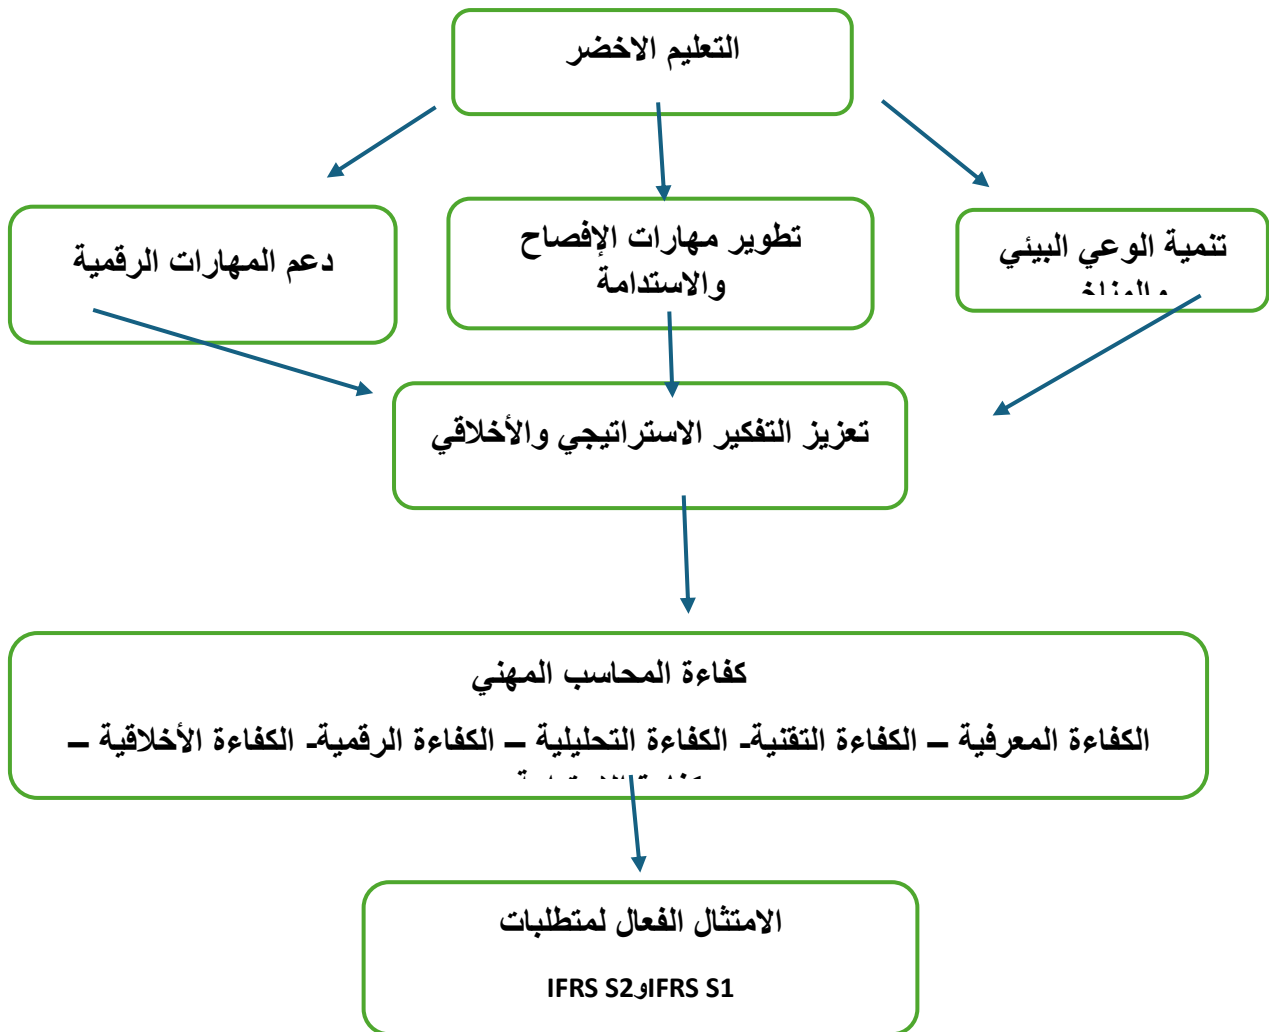 التعليم الاخضر
تنمية الوعي البيئي
تطوير مهارات الإفصاح
والاستدامة
دعم المهارات الرقمية
تعزيز التفكير الاستراتيجي والأخلاقي
كفاءة المحاسب المهني
الكفاءة المعرفية – الكفاءة التقنية- الكفاءة التحليلية – الكفاءة الرقمية- الكفاءة الأخلاقية –
الامتثال الفعال لمتطلبات
IFRS S1وIFRS S2